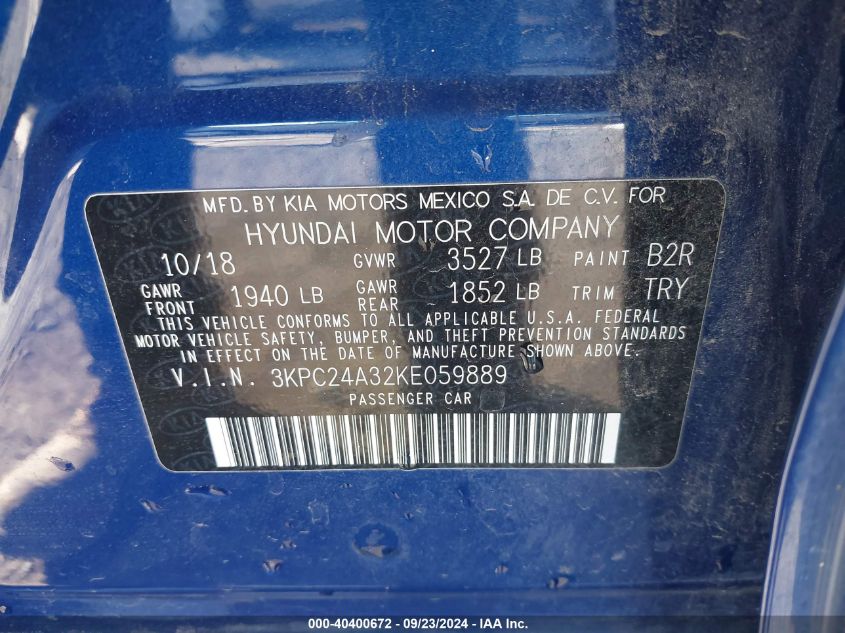 MFD. BY KIA MOTORS MEXICO S.A. DE C.V. FOR
HYUNDAI MOTOR COMPANY
10/18 GVWR 3527 LB PAINT B2R
GAWR FRONT 1940 LB GAWR REAR 1852 LB TRIM TRY
THIS VEHICLE CONFORMS TO ALL APPLICABLE U.S.A. FEDERAL
MOTOR VEHICLE SAFETY, BUMPER, AND THEFT PREVENTION STANDARDS
IN EFFECT ON THE DATE OF MANUFACTURE SHOWN ABOVE.
V.I.N. 3KPC24A32KE059889
PASSENGER CAR
000-40400672 - 09/23/2024 - IAA Inc.